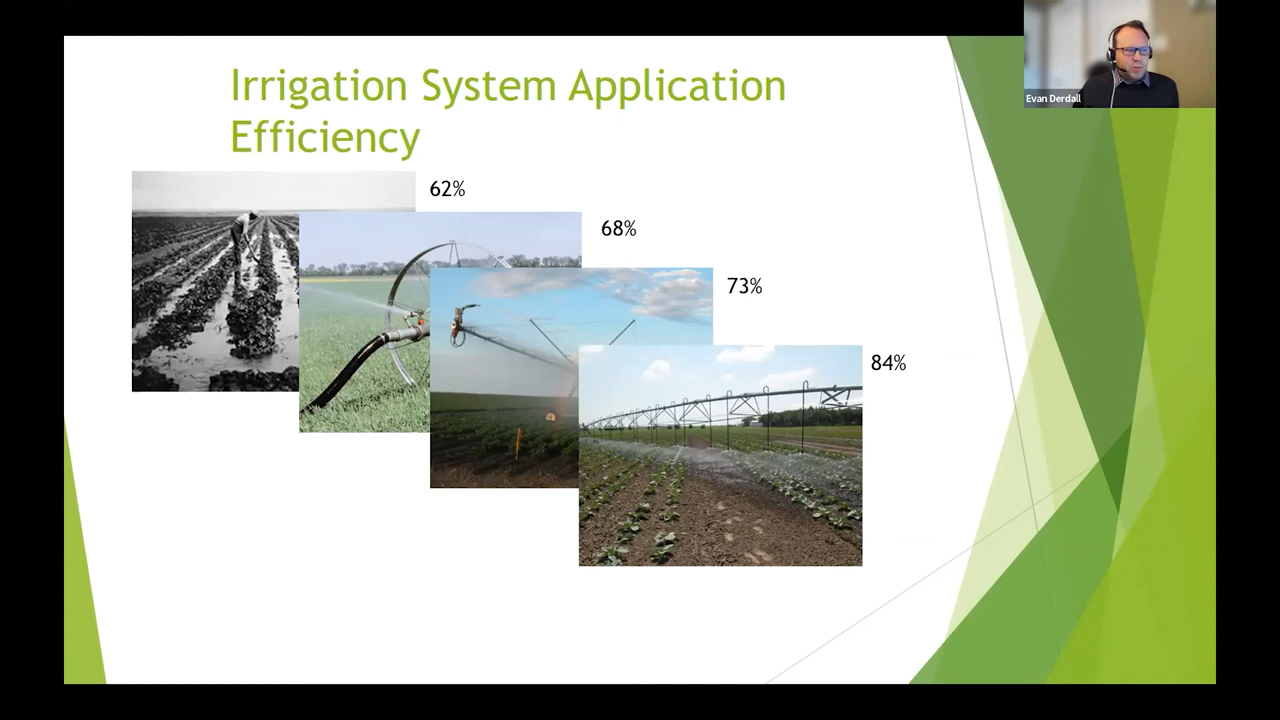 Irrigation System Application
Efficiency
62%
68%
73%
84%
Evan Derdall